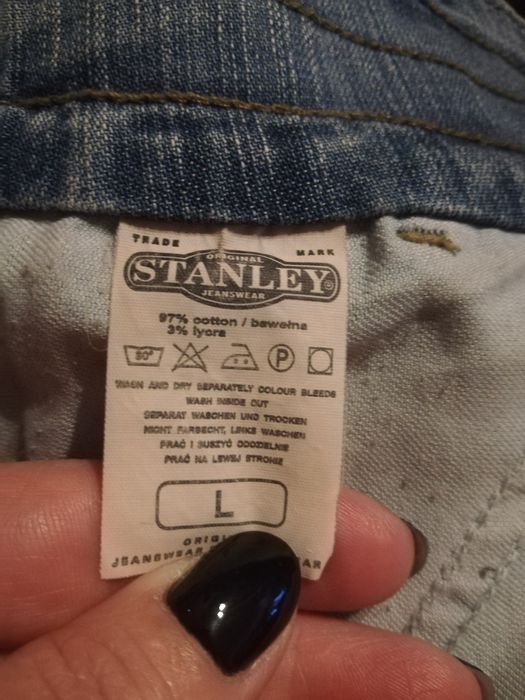 TRADE MARK
ORIGINAL
STANLEY
JEANSWEAR
97% cotton / bawełna
3% lycra
30° P
WASH AND DRY SEPARATELY COLOUR BLEEDS
WASH INSIDE OUT
SEPARAT WASCHEN UND TROCKEN
NICHT FARBECHT, LINKS WASCHEN
PRAĆ I SUSZYĆ ODDZIELNIE
PRAĆ NA LEWEJ STRONIE
L
JEANSWEAR